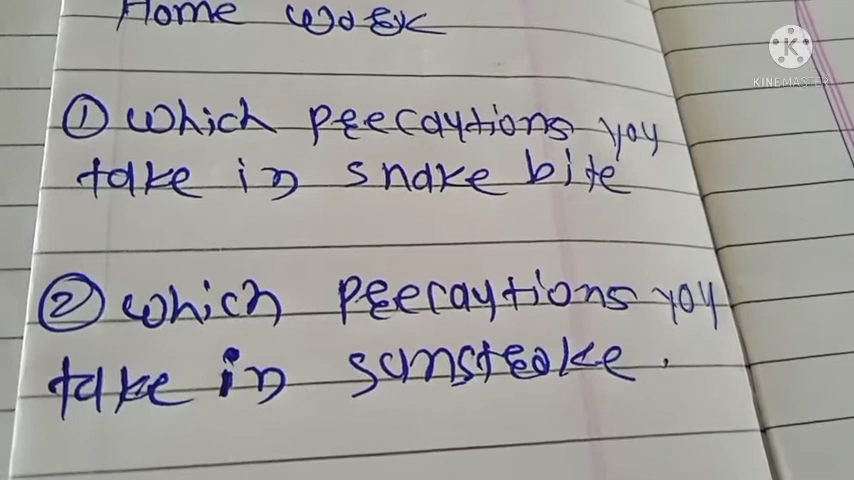 Home work
KINEMASTER
① Which precautions you
take in snake bite
② Which precautions you
take in sunstroke.